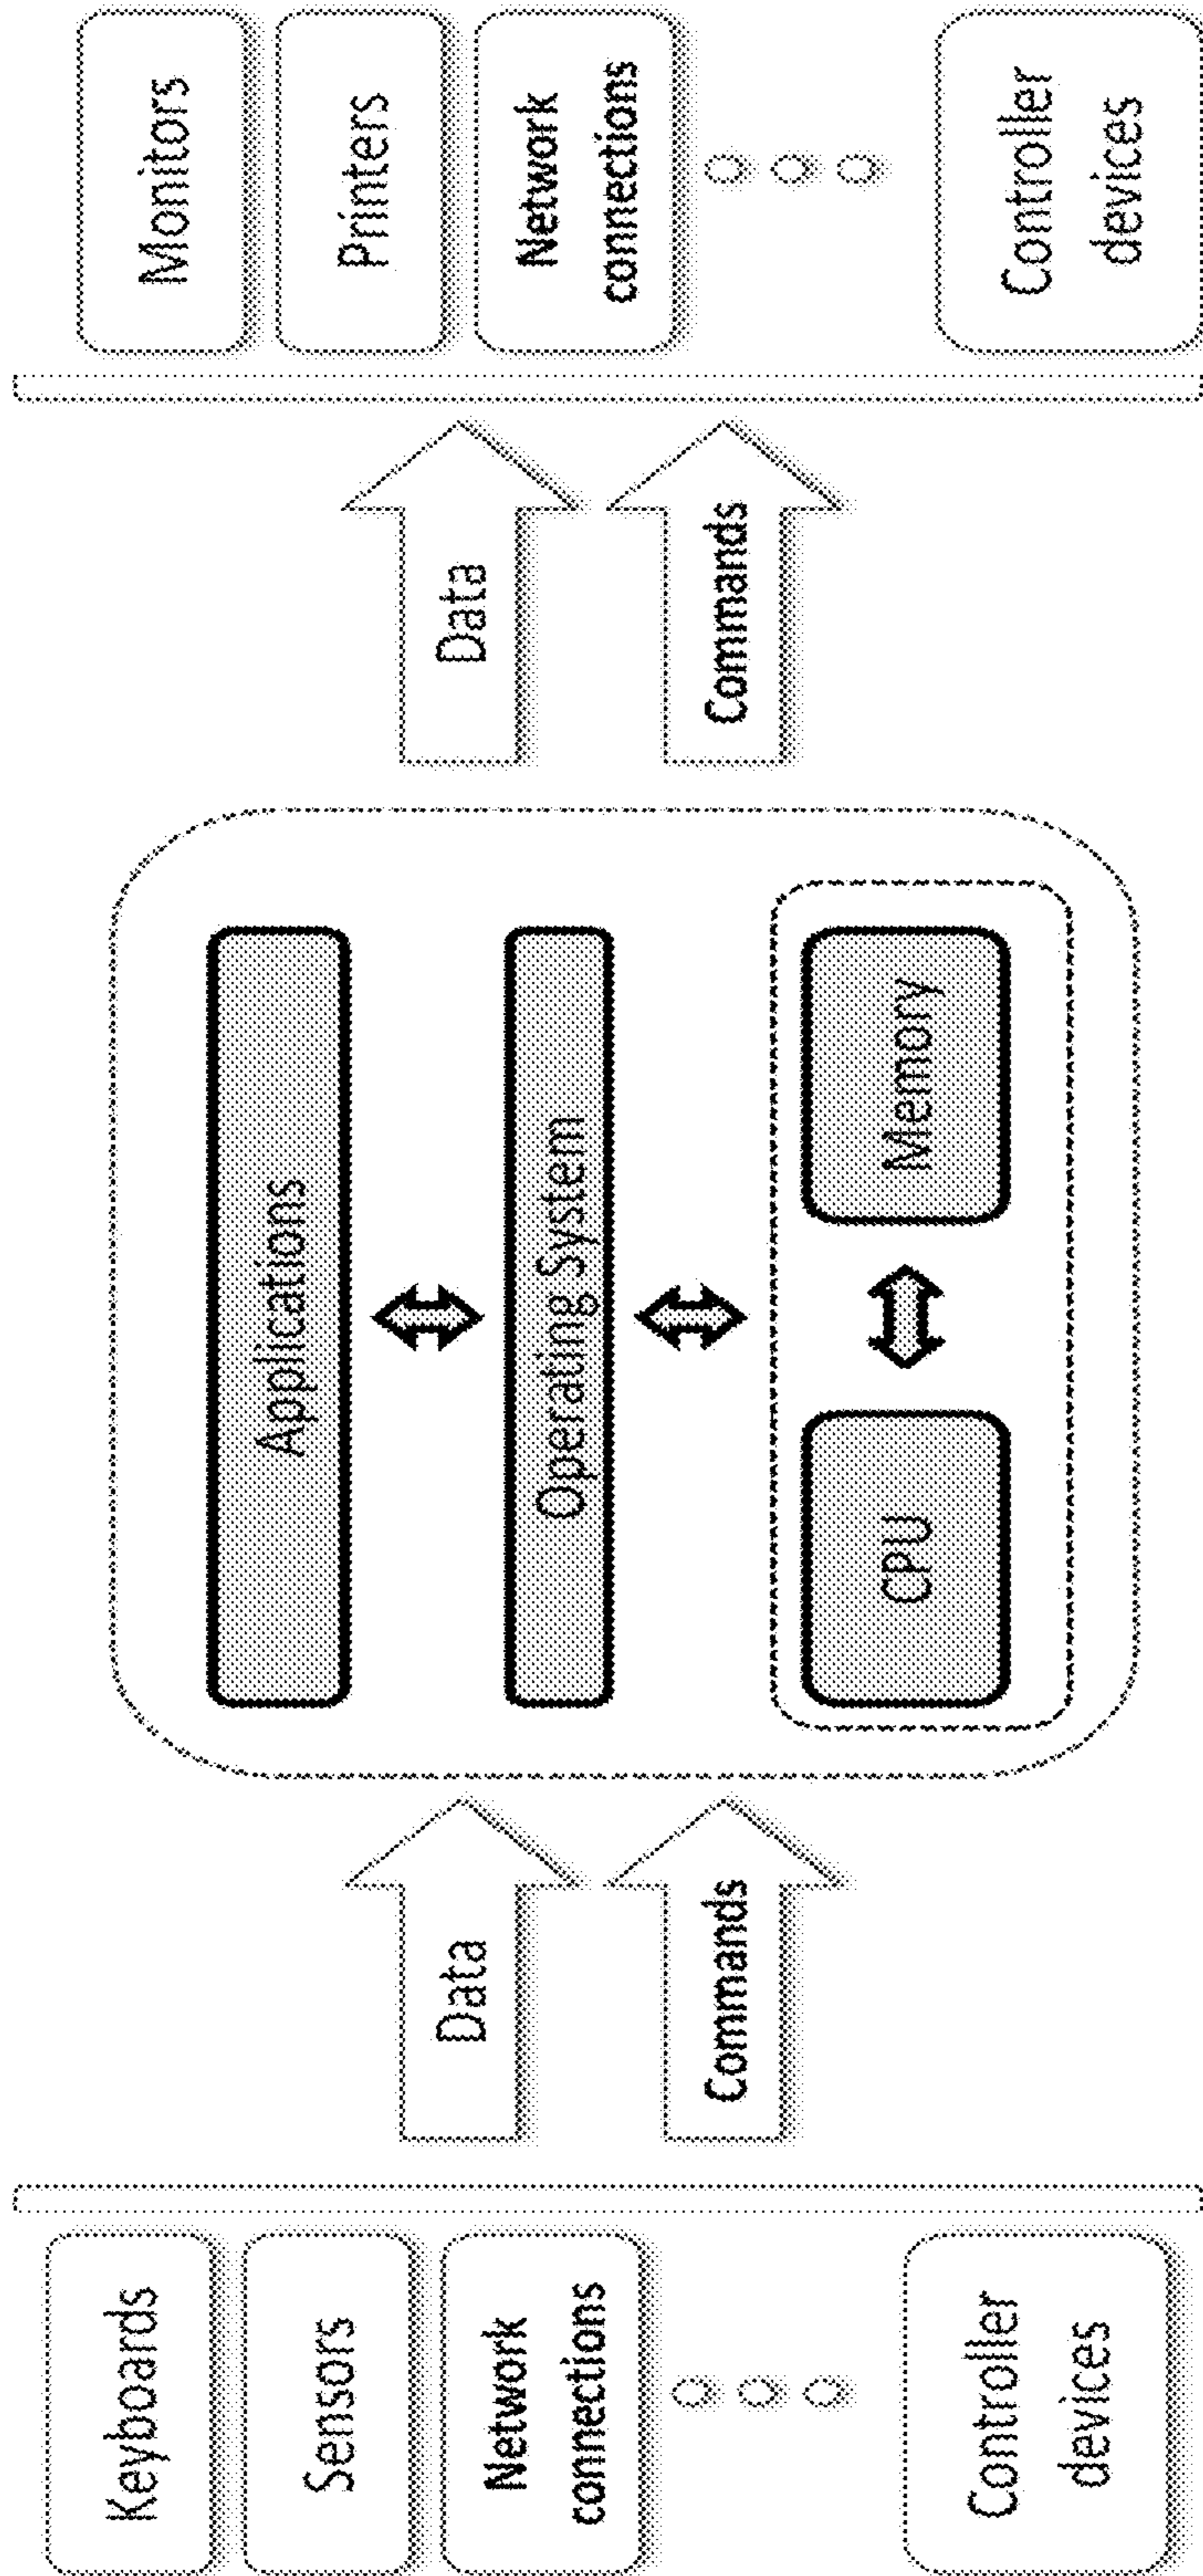 Keyboards
Sensors
Network
connections
Controller
devices
Data
Commands
Applications
Operating System
CPU
Memory
Data
Commands
Monitors
Printers
Network
connections
Controller
devices